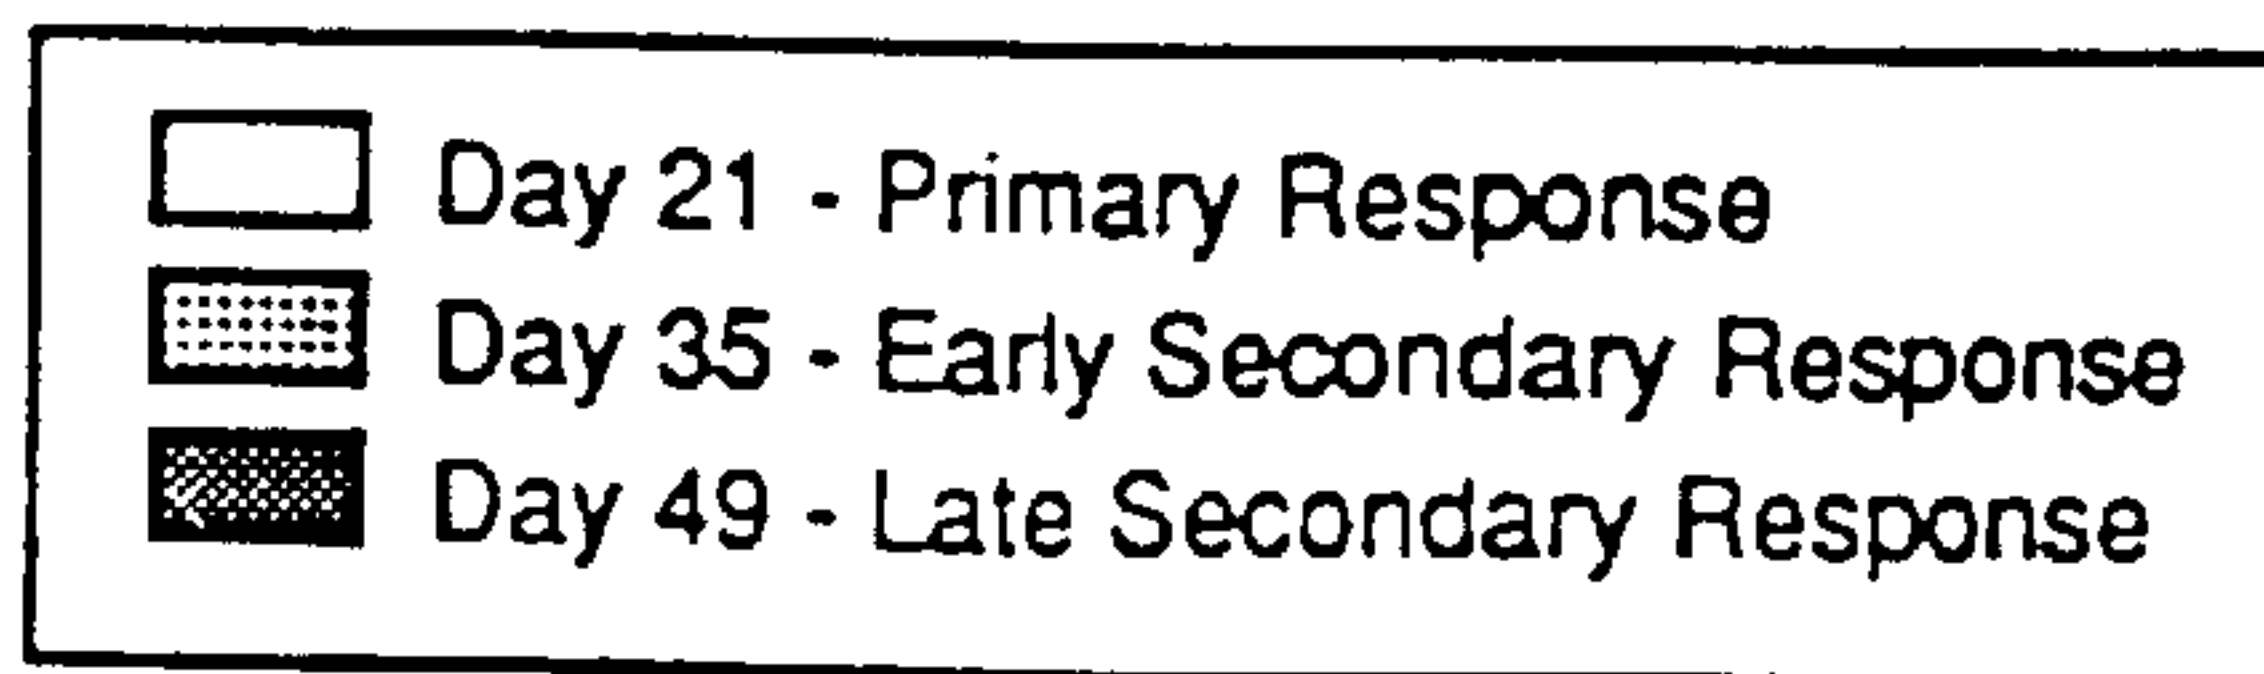 Day 21 - Primary Response
Day 35 - Early Secondary Response
Day 49 - Late Secondary Response